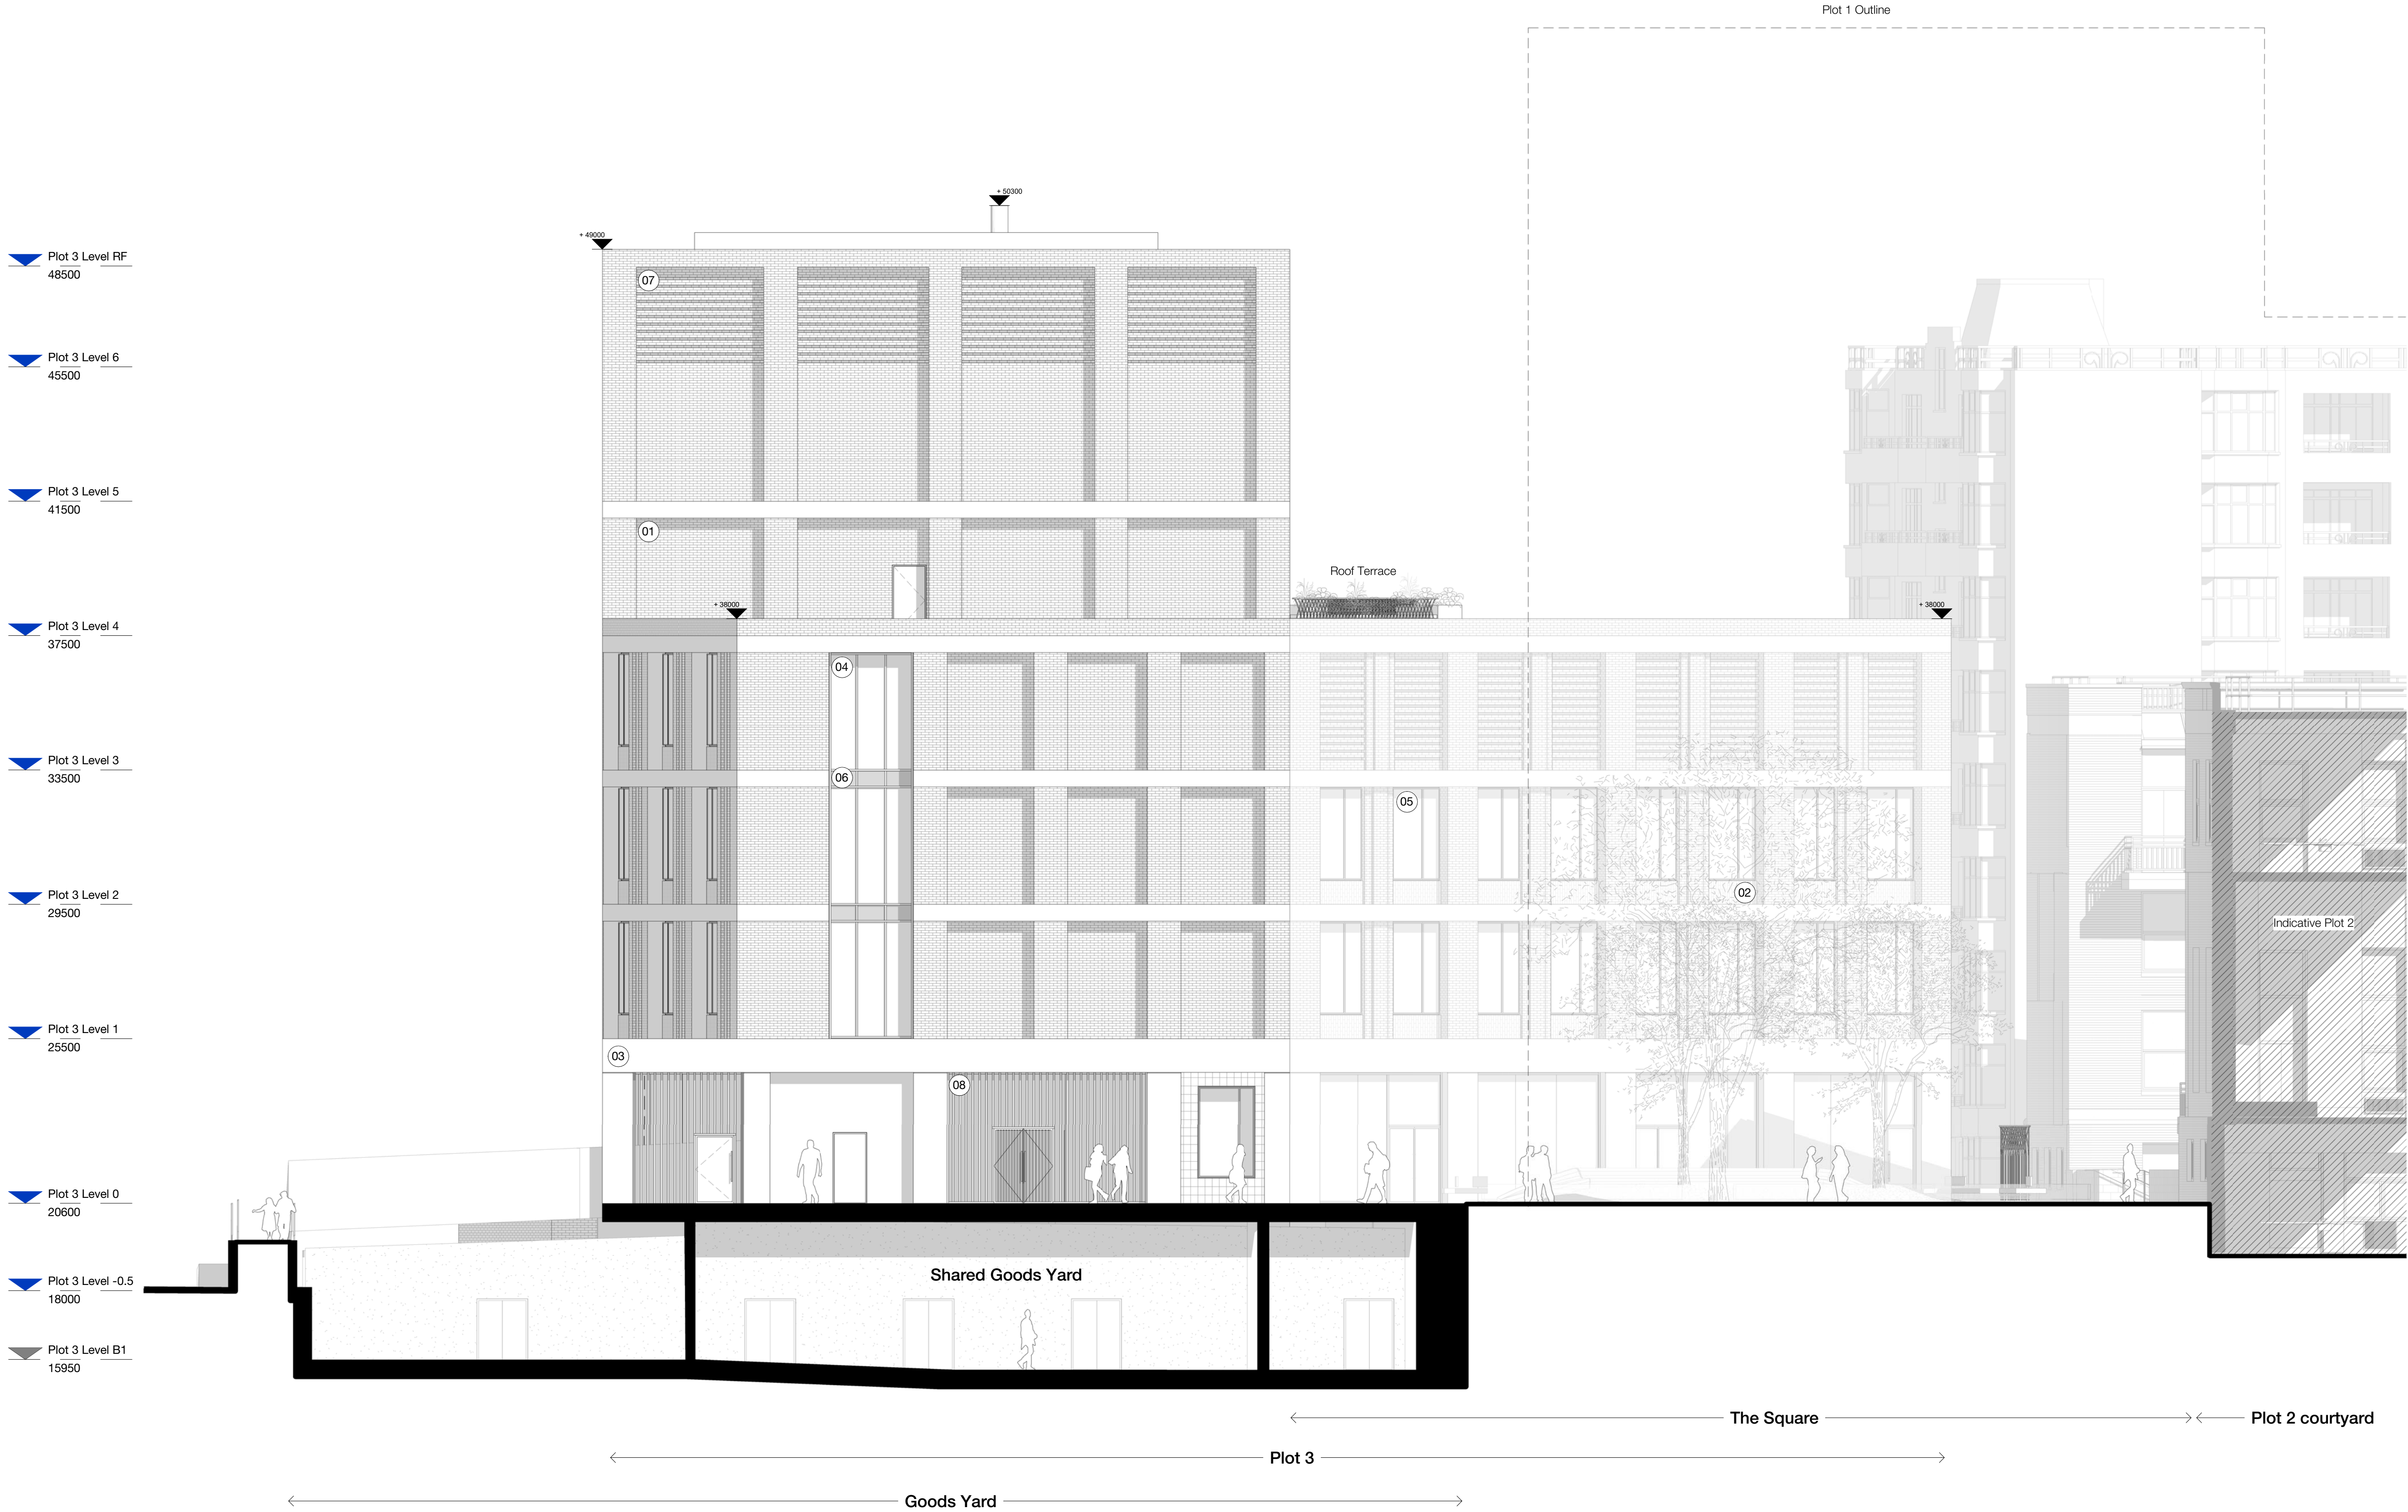 Plot 1 Outline
+ 50300
+ 49000
Plot 3 Level RF
48500
07
Plot 3 Level 6
45500
Plot 3 Level 5
41500
01
Roof Terrace
+ 38000
+ 38000
Plot 3 Level 4
37500
04
Plot 3 Level 3
33500
06
05
Plot 3 Level 2
29500
02
Indicative Plot 2
Plot 3 Level 1
25500
03
08
Plot 3 Level 0
20600
Shared Goods Yard
Plot 3 Level -0.5
18000
Plot 3 Level B1
15950
The Square
Plot 2 courtyard
Plot 3
Goods Yard